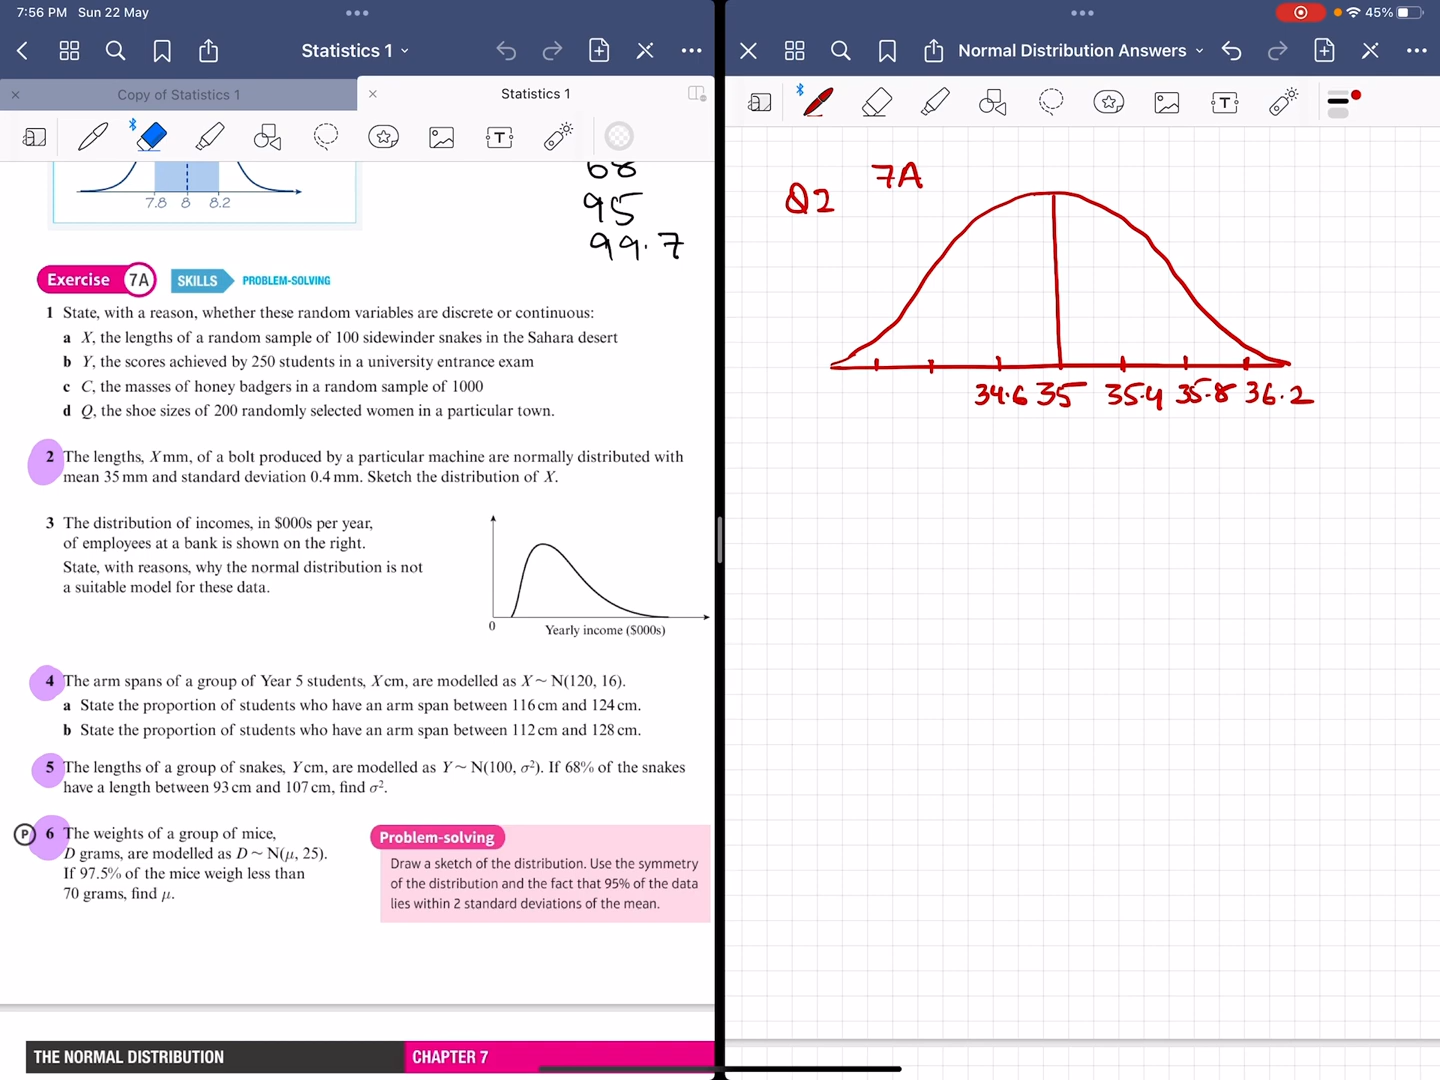 7:56 PM Sun 22 May
45%
Statistics 1
Normal Distribution Answers
Copy of Statistics 1
Statistics 1
7.8 8 8.2
68
95
99.7
Exercise 7A SKILLS PROBLEM-SOLVING
1 State, with a reason, whether these random variables are discrete or continuous:
a X, the lengths of a random sample of 100 sidewinder snakes in the Sahara desert
b Y, the scores achieved by 250 students in a university entrance exam
c C, the masses of honey badgers in a random sample of 1000
d Q, the shoe sizes of 200 randomly selected women in a particular town.
2 The lengths, X mm, of a bolt produced by a particular machine are normally distributed with
mean 35 mm and standard deviation 0.4 mm. Sketch the distribution of X.
3 The distribution of incomes, in $000s per year,
of employees at a bank is shown on the right.
State, with reasons, why the normal distribution is not
a suitable model for these data.
0 Yearly income ($000s)
4 The arm spans of a group of Year 5 students, X cm, are modelled as X ~ N(120, 16).
a State the proportion of students who have an arm span between 116 cm and 124 cm.
b State the proportion of students who have an arm span between 112 cm and 128 cm.
5 The lengths of a group of snakes, Y cm, are modelled as Y ~ N(100, σ²). If 68% of the snakes
have a length between 93 cm and 107 cm, find σ².
P 6 The weights of a group of mice,
D grams, are modelled as D ~ N(μ, 25).
If 97.5% of the mice weigh less than
70 grams, find μ.
Problem-solving
Draw a sketch of the distribution. Use the symmetry
of the distribution and the fact that 95% of the data
lies within 2 standard deviations of the mean.
THE NORMAL DISTRIBUTION CHAPTER 7
7A
Q2
34.6 35 35.4 35.8 36.2